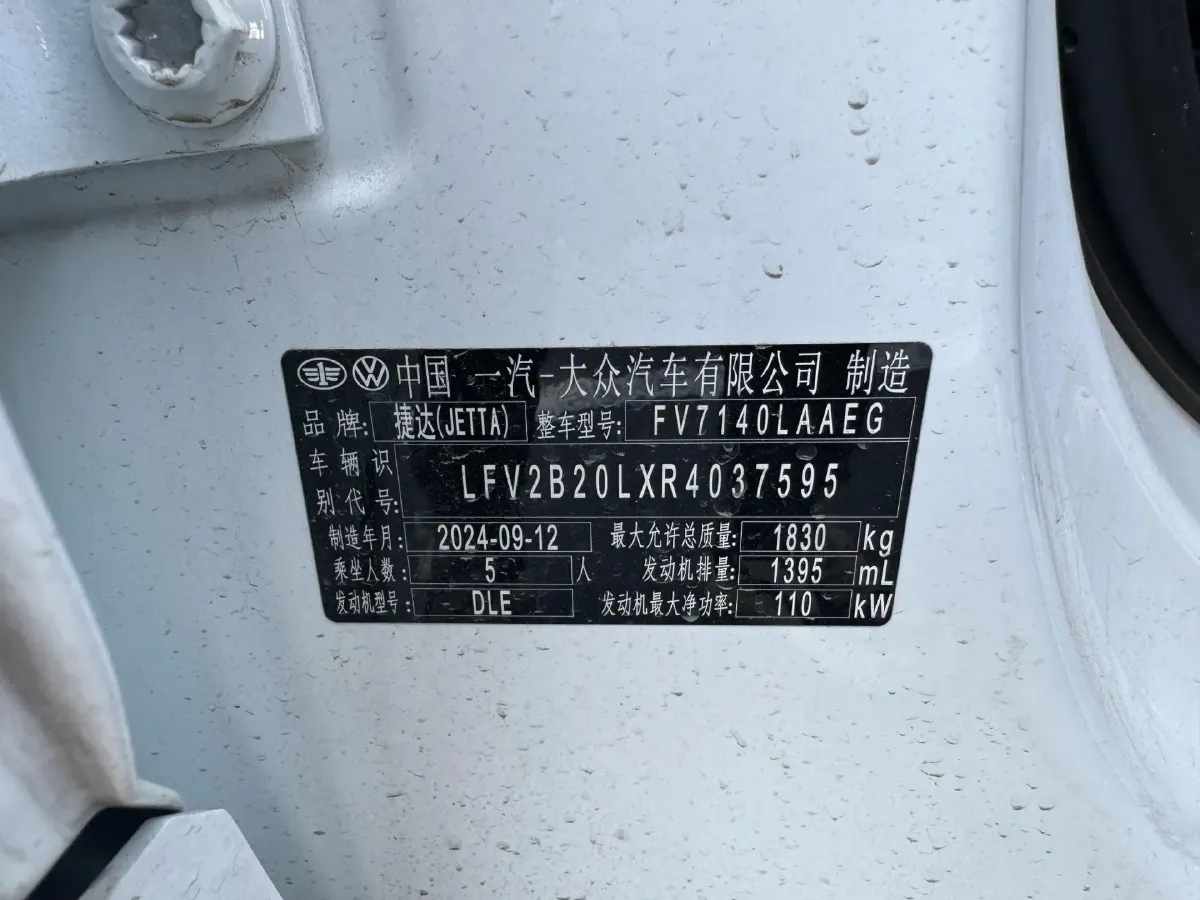 中国 一汽-大众汽车有限公司 制造
品牌: 捷达(JETTA) 整车型号: FV7140LAAEG
车辆识别代号: LFV2B20LXR4037595
制造年月: 2024-09-12 最大允许总质量: 1830 kg
乘坐人数: 5 人 发动机排量: 1395 mL
发动机型号: DLE 发动机最大净功率: 110 kW